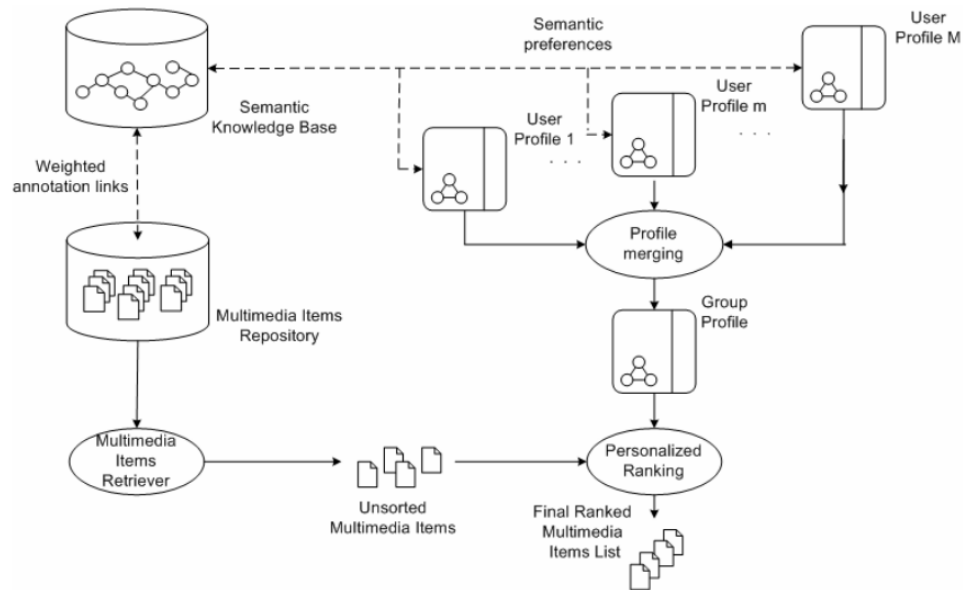 Semantic
preferences
User
Profile M
User
Profile m
. . .
Semantic
Knowledge Base
User
Profile 1
. . .
Weighted
annotation links
Profile
merging
Multimedia Items
Repository
Group
Profile
Multimedia
Items
Retriever
Personalized
Ranking
Unsorted
Multimedia Items
Final Ranked
Multimedia
Items List